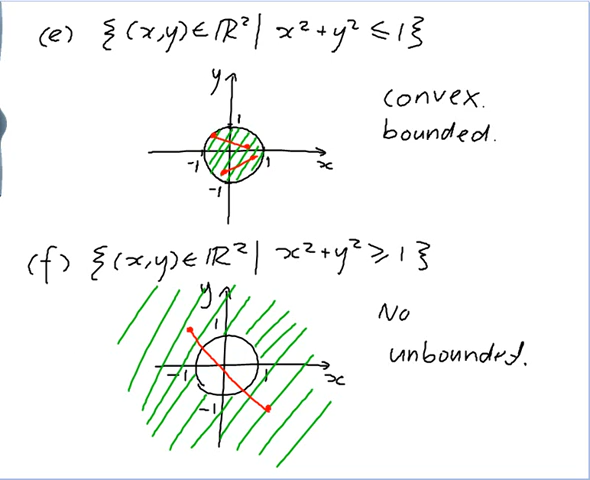 (e) {(x,y)∈ℝ² | x²+y² ≤ 1}
y
convex.
bounded.
1
-1 1 x
-1
(f) {(x,y)∈ℝ² | x²+y² ≥ 1}
y
No
1
unbounded.
-1 1 x
-1